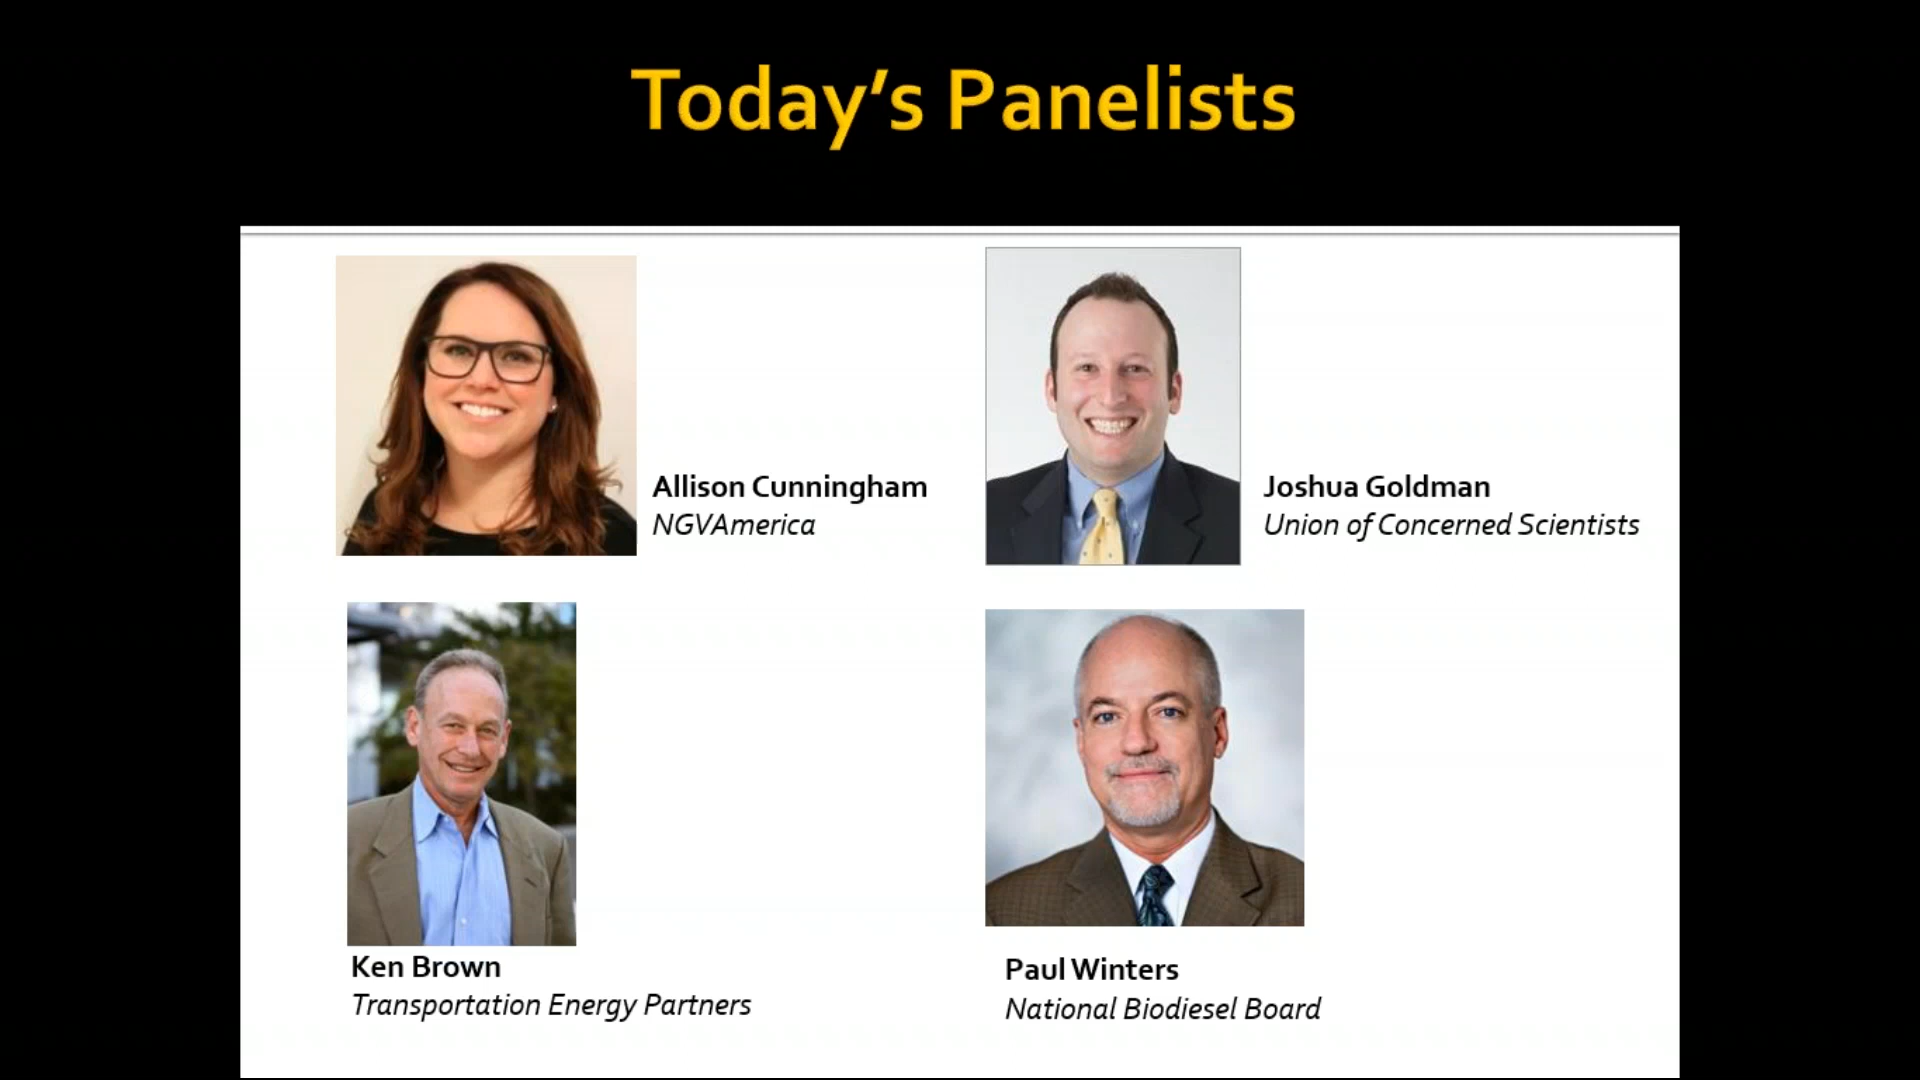 Today’s Panelists
Allison Cunningham
NGVAmerica
Joshua Goldman
Union of Concerned Scientists
Ken Brown
Transportation Energy Partners
Paul Winters
National Biodiesel Board